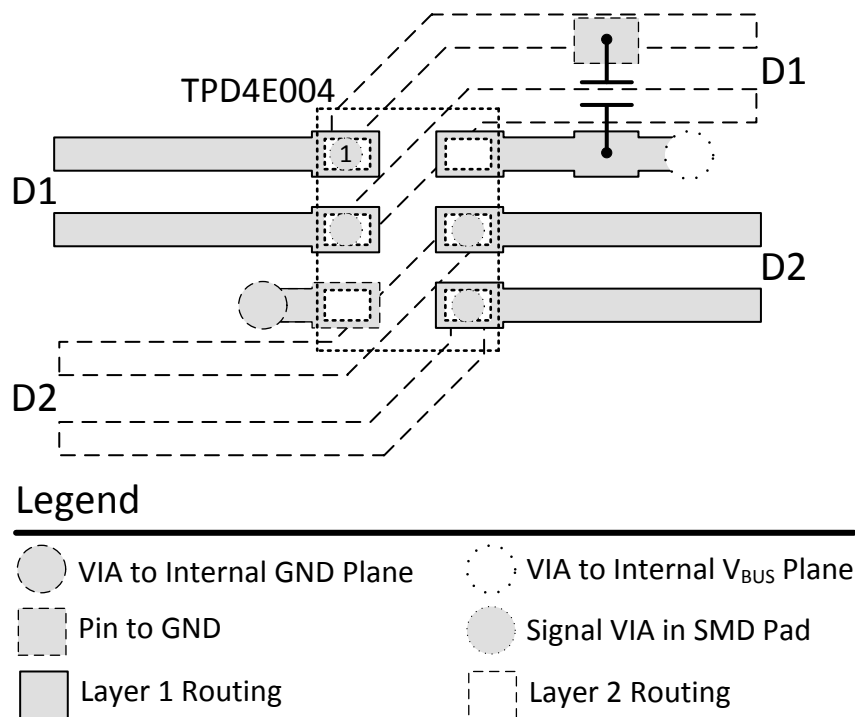 D1
TPD4E004
1
D1
D2
D2
Legend
VIA to Internal GND Plane
VIA to Internal VBUS Plane
Pin to GND
Signal VIA in SMD Pad
Layer 1 Routing
Layer 2 Routing